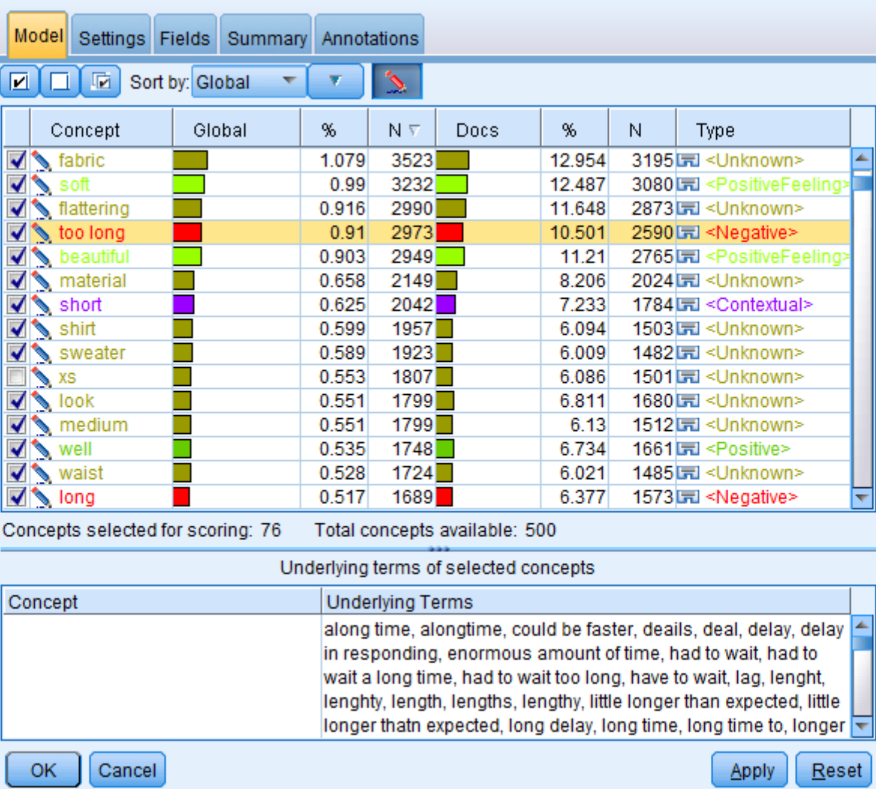 Model Settings Fields Summary Annotations
Sort by: Global
Concept Global % N Docs % N Type
fabric 1.079 3523 12.954 3195 <Unknown>
soft 0.99 3232 12.487 3080 <PositiveFeeling>
flattering 0.916 2990 11.648 2873 <Unknown>
too long 0.91 2973 10.501 2590 <Negative>
beautiful 0.903 2949 11.21 2765 <PositiveFeeling>
material 0.658 2149 8.206 2024 <Unknown>
short 0.625 2042 7.233 1784 <Contextual>
shirt 0.599 1957 6.094 1503 <Unknown>
sweater 0.589 1923 6.009 1482 <Unknown>
xs 0.553 1807 6.086 1501 <Unknown>
look 0.551 1799 6.811 1680 <Unknown>
medium 0.551 1799 6.13 1512 <Unknown>
well 0.535 1748 6.734 1661 <Positive>
waist 0.528 1724 6.021 1485 <Unknown>
long 0.517 1689 6.377 1573 <Negative>
Concepts selected for scoring: 76 Total concepts available: 500
Underlying terms of selected concepts
Concept Underlying Terms
along time, alongtime, could be faster, deails, deal, delay, delay
in responding, enormous amount of time, had to wait, had to
wait a long time, had to wait too long, have to wait, lag, lenght,
lenghty, length, lengths, lengthy, little longer than expected, little
longer thatn expected, long delay, long time, long time to, longer
OK Cancel Apply Reset